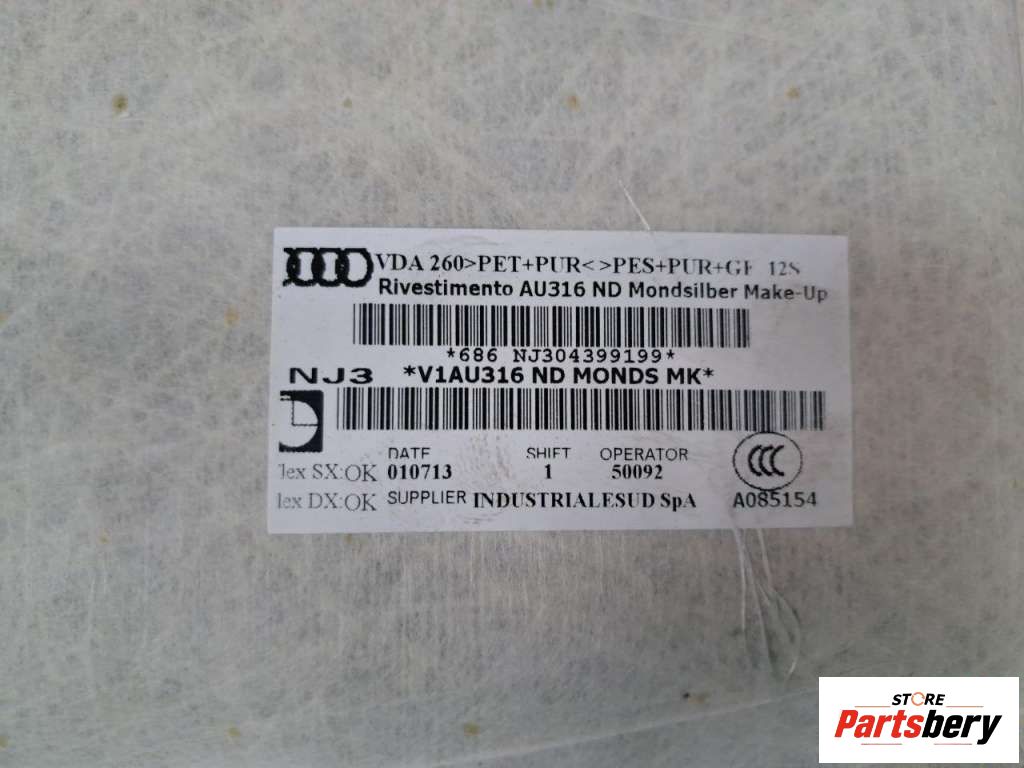 VDA 260>PET+PUR< >PES+PUR+GF 12S
Rivestimento AU316 ND Mondsilber Make-Up
*686 NJ304399199*
NJ3 *V1AU316 ND MONDS MK*
DATE SHIFT OPERATOR
lex SX:OK 010713 1 50092
lex DX:OK SUPPLIER INDUSTRIALESUD SpA A085154
CCC
STORE
Partsbery